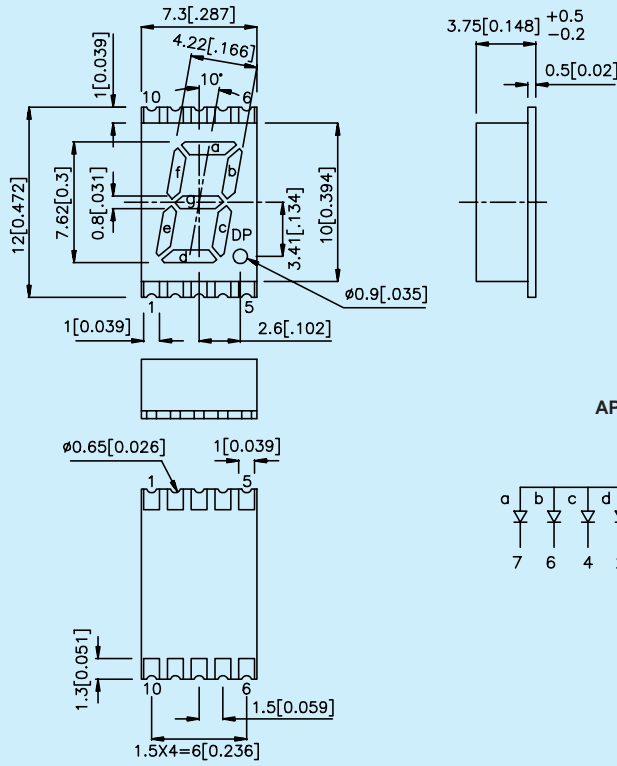 7.3[.287]
4.22[.166]
10°
1[0.039]
10
6
a
f
b
g
e
c
d
DP
12[0.472]
7.62[0.3]
0.8[.031]
3.41[.134]
10[0.394]
ø0.9[.035]
1
5
1[0.039]
2.6[.102]
3.75[0.148] +0.5
-0.2
0.5[0.02]
ø0.65[0.026]
1[0.039]
1
5
1.3[0.051]
10
6
1.5[0.059]
1.5X4=6[0.236]
AP
a b c d
7 6 4